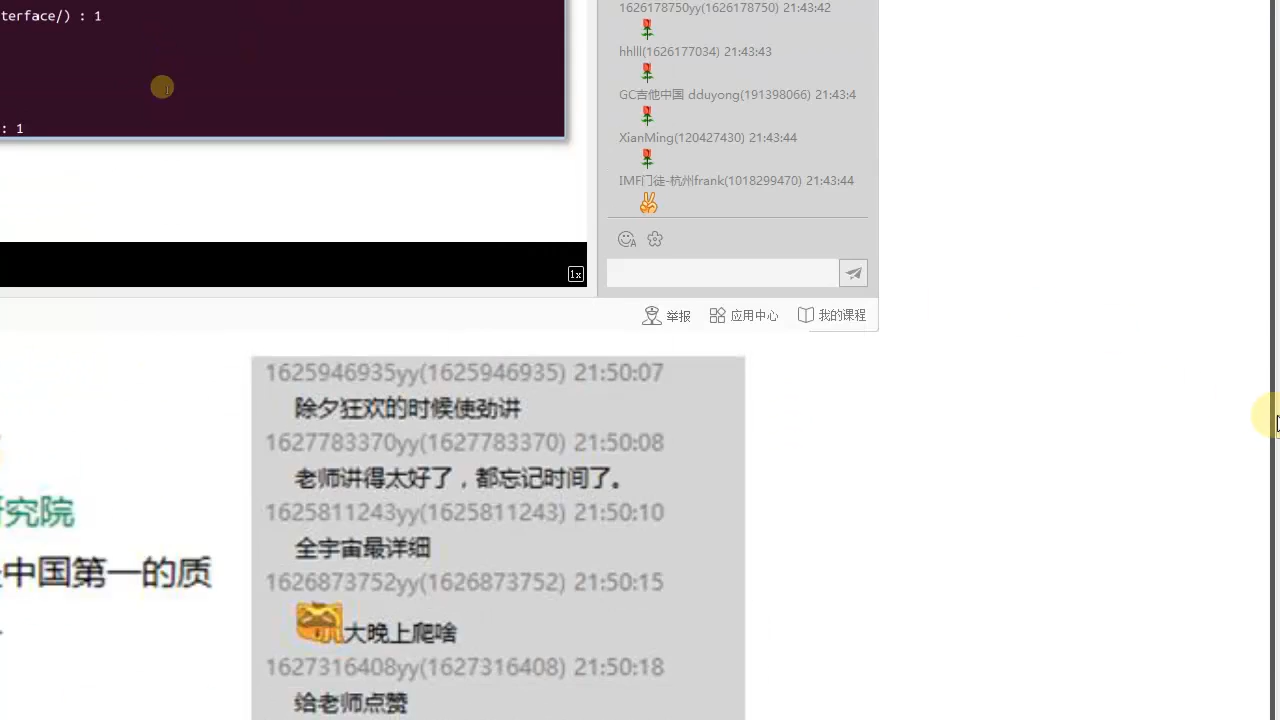 terface/) : 1
: 1
1626178750yy(1626178750) 21:43:42
hhlll(1626177034) 21:43:43
GC吉他中国 dduyong(191398066) 21:43:4
XianMing(120427430) 21:43:44
IMF门徒-杭州frank(1018299470) 21:43:44
1x
举报 应用中心 我的课程
1625946935yy(1625946935) 21:50:07
除夕狂欢的时候使劲讲
1627783370yy(1627783370) 21:50:08
老师讲得太好了，都忘记时间了。
1625811243yy(1625811243) 21:50:10
全宇宙最详细
1626873752yy(1626873752) 21:50:15
大晚上爬啥
1627316408yy(1627316408) 21:50:18
给老师点赞
研究院
中国第一的质